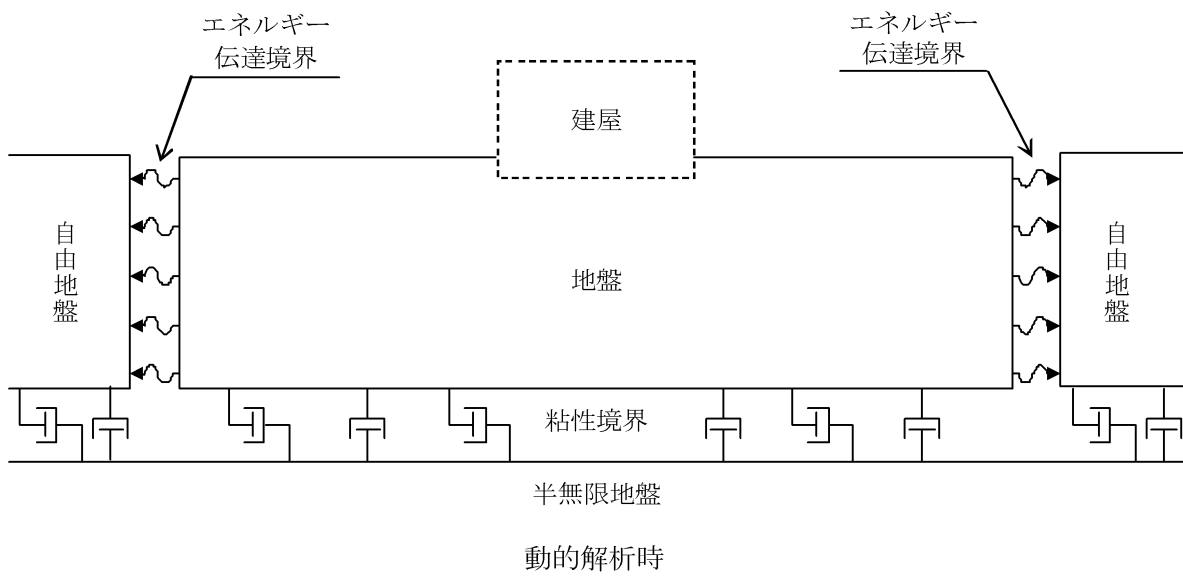 エネルギー
伝達境界
エネルギー
伝達境界
建屋
自由地盤
地盤
自由地盤
粘性境界
半無限地盤
動的解析時